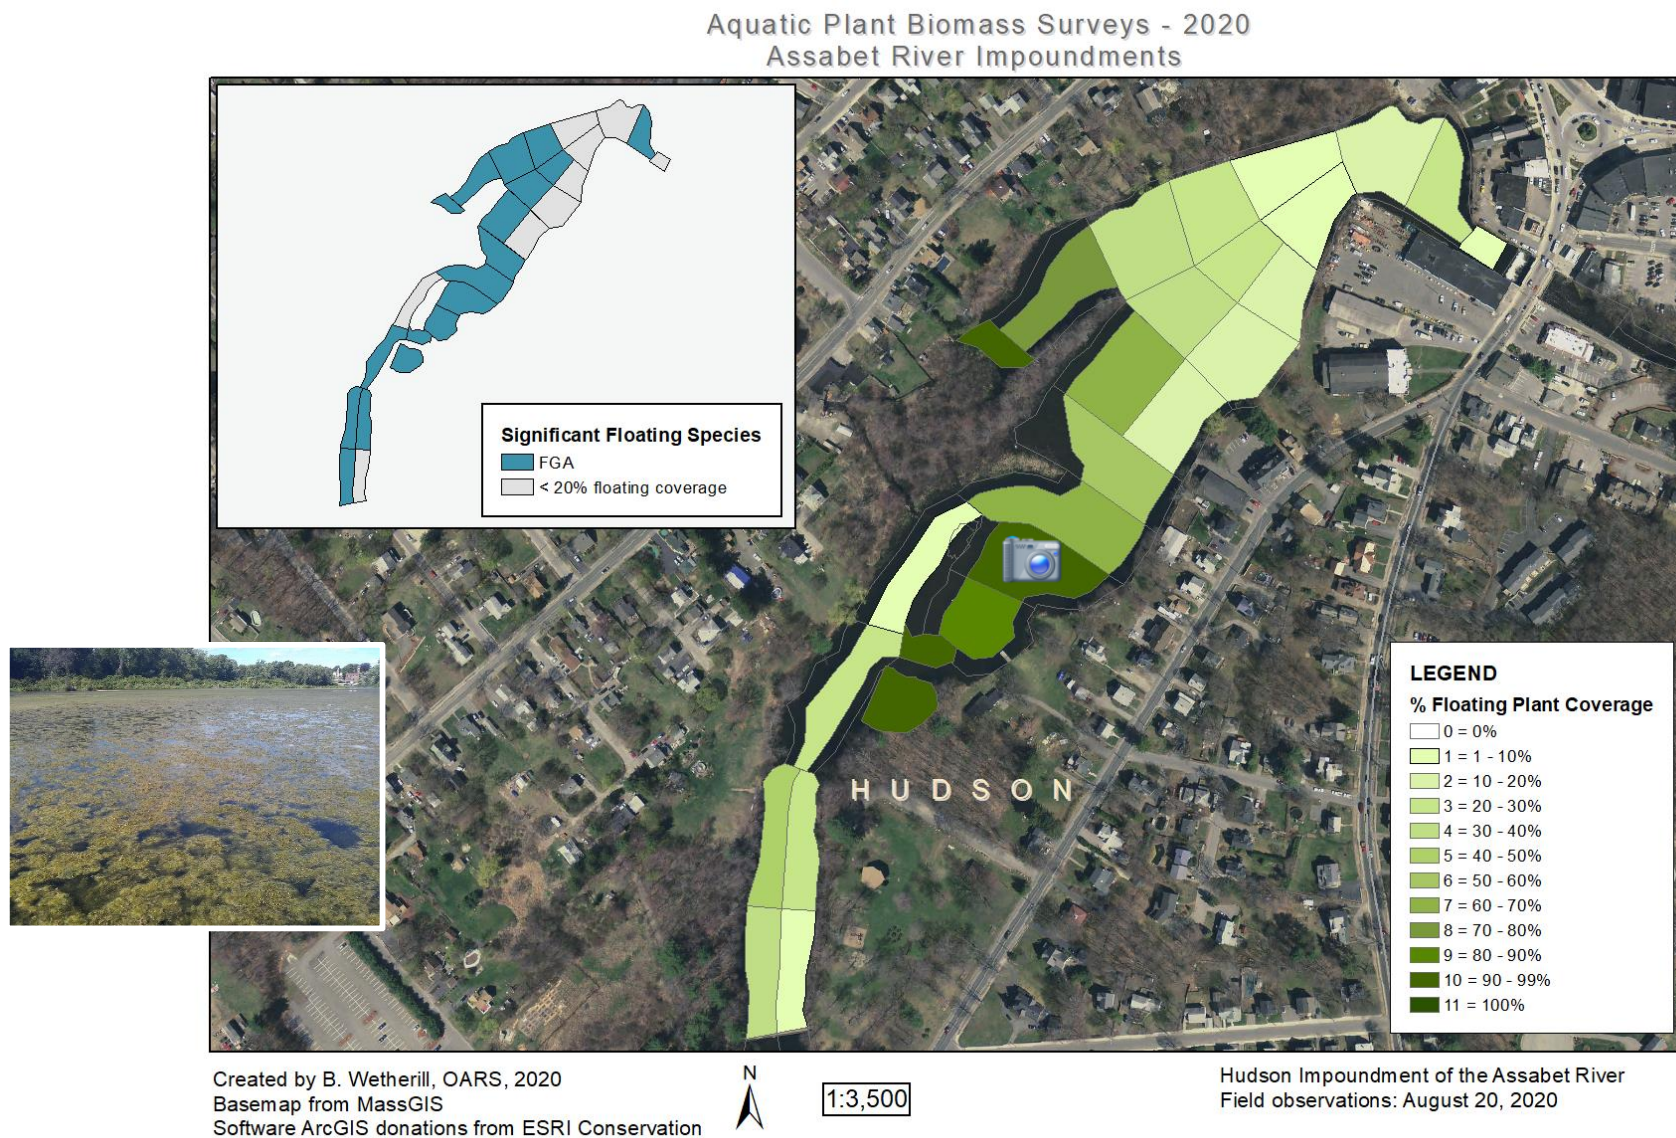 Aquatic Plant Biomass Surveys - 2020
Assabet River Impoundments
Significant Floating Species
FGA
< 20% floating coverage
HUDSON
LEGEND
% Floating Plant Coverage
0 = 0%
1 = 1 - 10%
2 = 10 - 20%
3 = 20 - 30%
4 = 30 - 40%
5 = 40 - 50%
6 = 50 - 60%
7 = 60 - 70%
8 = 70 - 80%
9 = 80 - 90%
10 = 90 - 99%
11 = 100%
Created by B. Wetherill, OARS, 2020
Basemap from MassGIS
Software ArcGIS donations from ESRI Conservation
N
1:3,500
Hudson Impoundment of the Assabet River
Field observations: August 20, 2020